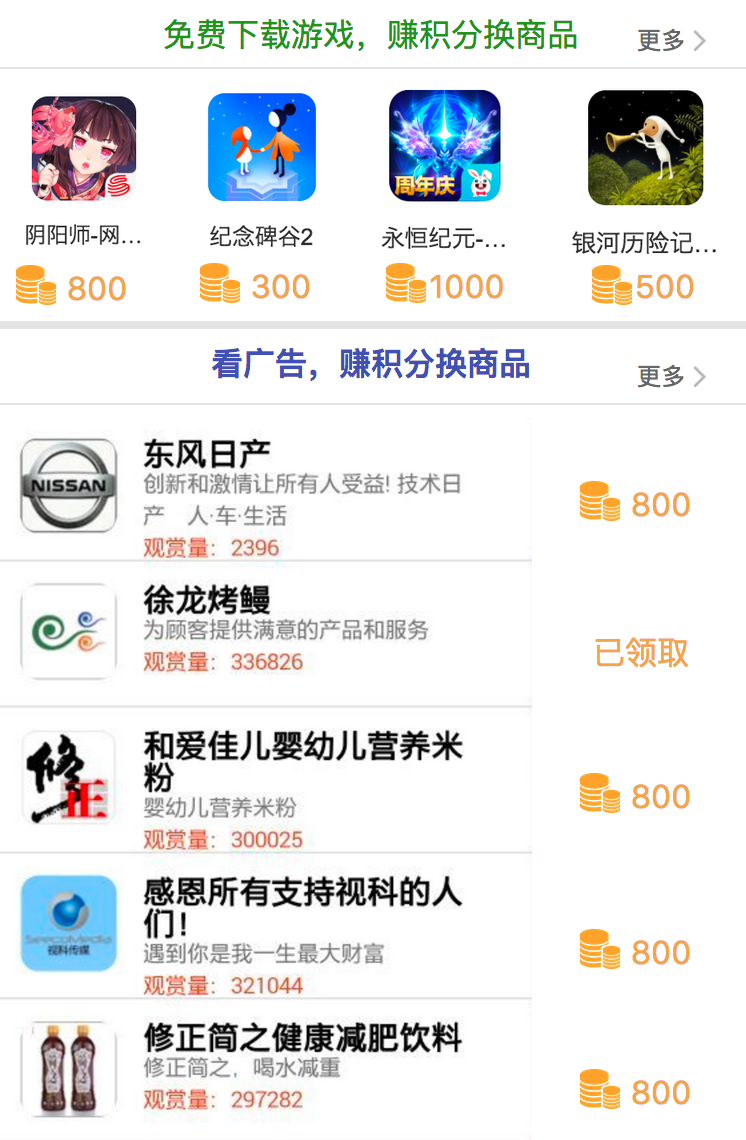 免费下载游戏，赚积分换商品
更多
周年庆
阴阳师-网...
纪念碑谷2
永恒纪元-...
银河历险记...
800
300
1000
500
看广告，赚积分换商品
更多
NISSAN
东风日产
创新和激情让所有人受益! 技术日
产 人·车·生活
观赏量：2396
800
徐龙烤鳗
为顾客提供满意的产品和服务
观赏量：336826
已领取
修正
和爱佳儿婴幼儿营养米
粉
婴幼儿营养米粉
观赏量：300025
800
SeecoMedia
视科传媒
感恩所有支持视科的人
们！
遇到你是我一生最大财富
观赏量：321044
800
修正简之健康减肥饮料
修正简之，喝水减重
观赏量：297282
800